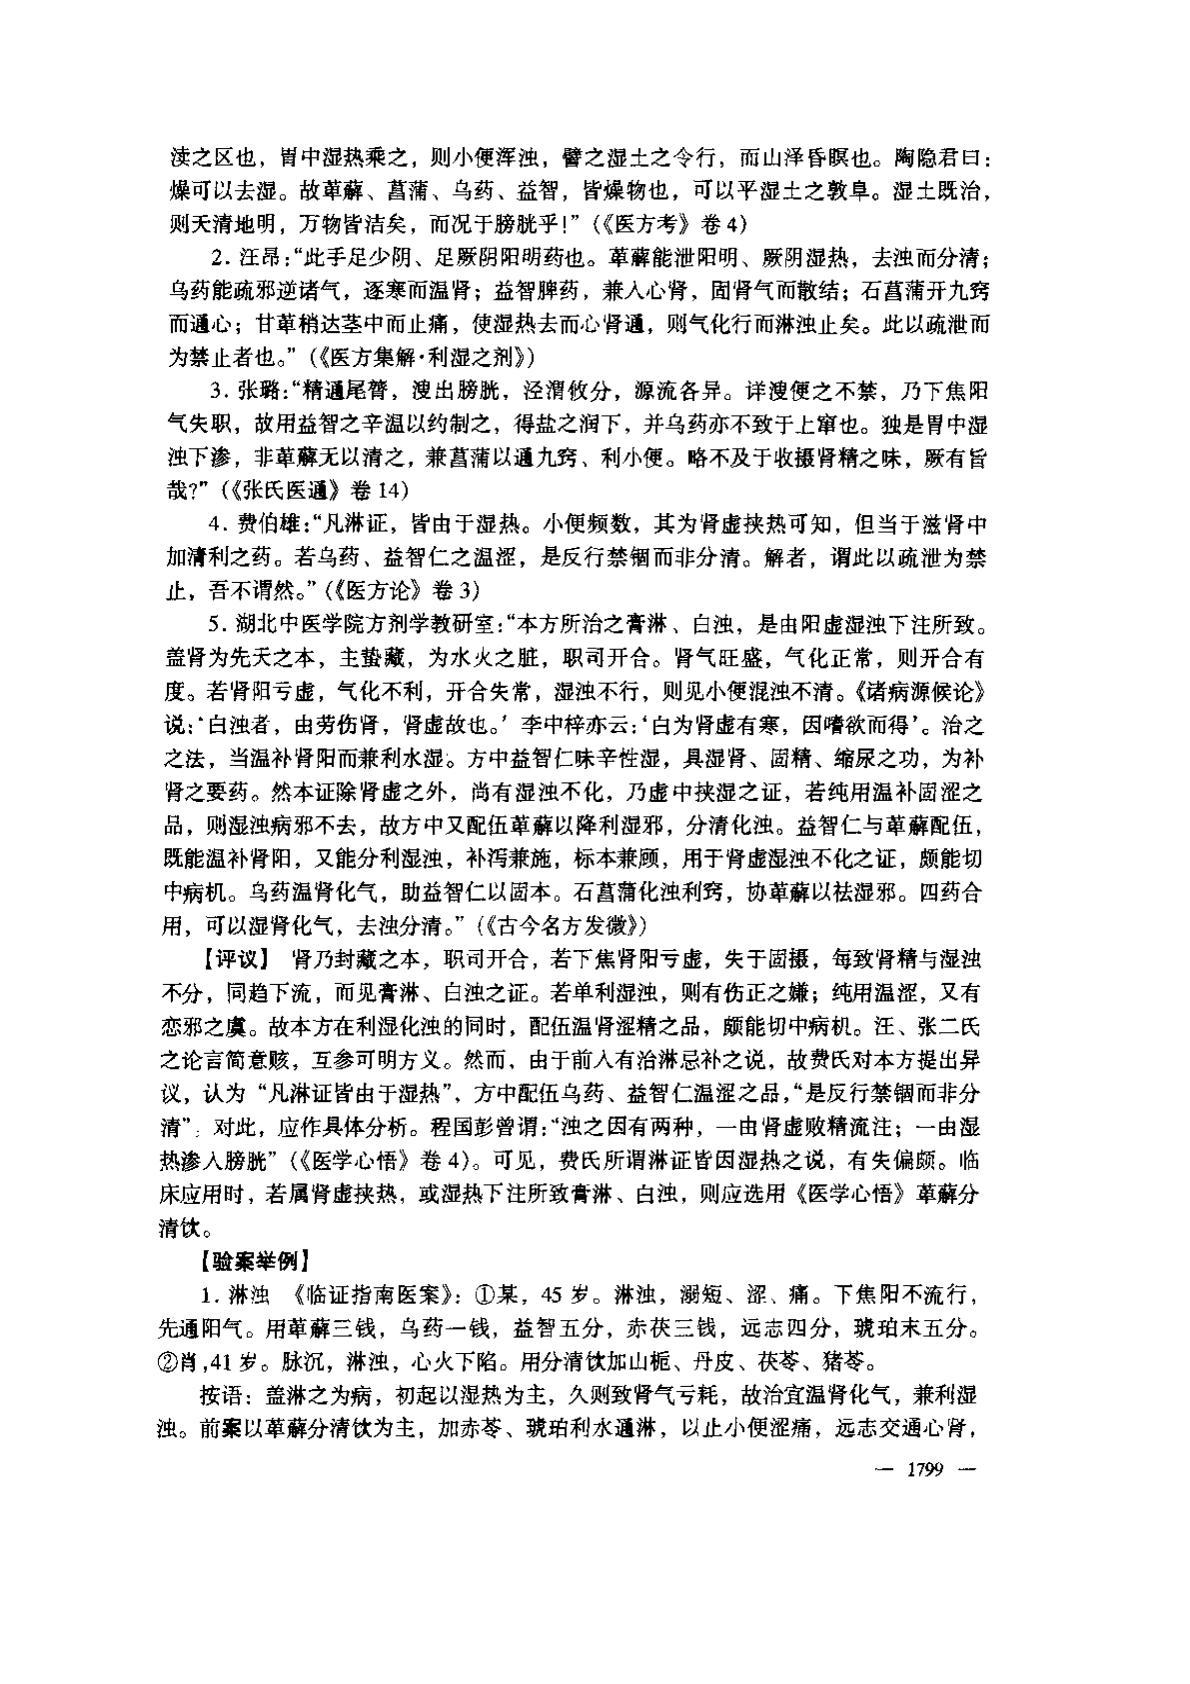 渎之区也，胃中湿热乘之，则小便浑浊，譬之湿土之令行，而山泽昏暝也。陶隐君曰：
燥可以去湿。故萆薢、菖蒲、乌药、益智，皆燥物也，可以平湿土之敦阜。湿土既治，
则天清地明，万物皆洁矣，而况于膀胱乎！”（《医方考》卷4）
2. 汪昂：“此手足少阴、足厥阴阳明药也。萆薢能泄阳明、厥阴湿热，去浊而分清；
乌药能疏邪逆诸气，逐寒而温肾；益智脾药，兼入心肾，固肾气而散结；石菖蒲开九窍
而通心；甘草稍达茎中而止痛，使湿热去而心肾通，则气化行而淋浊止矣。此以疏泄而
为禁止者也。”（《医方集解·利湿之剂》）
3. 张璐：“精通尾膂，溲出膀胱，泾渭攸分，源流各异。详溲便之不禁，乃下焦阳
气失职，故用益智之辛温以约制之，得盐之润下，并乌药亦不致于上窜也。独是胃中湿
浊下渗，非萆薢无以清之，兼菖蒲以通九窍、利小便。略不及于收摄肾精之味，厥有旨
哉?”（《张氏医通》卷14）
4. 费伯雄：“凡淋证，皆由于湿热。小便频数，其为肾虚挟热可知，但当于滋肾中
加清利之药。若乌药、益智仁之温涩，是反行禁锢而非分清。解者，谓此以疏泄为禁
止，吾不谓然。”（《医方论》卷3）
5. 湖北中医学院方剂学教研室：“本方所治之膏淋、白浊，是由阳虚湿浊下注所致。
盖肾为先天之本，主蛰藏，为水火之脏，职司开合。肾气旺盛，气化正常，则开合有
度。若肾阳亏虚，气化不利，开合失常，湿浊不行，则见小便混浊不清。《诸病源候论》
说：‘白浊者，由劳伤肾，肾虚故也。’李中梓亦云：‘白为肾虚有寒，因嗜欲而得’。治之
之法，当温补肾阳而兼利水湿。方中益智仁味辛性湿，具湿肾、固精、缩尿之功，为补
肾之要药。然本证除肾虚之外，尚有湿浊不化，乃虚中挟湿之证，若纯用温补固涩之
品，则湿浊病邪不去，故方中又配伍萆薢以降利湿邪，分清化浊。益智仁与萆薢配伍，
既能温补肾阳，又能分利湿浊，补泻兼施，标本兼顾，用于肾虚湿浊不化之证，颇能切
中病机。乌药温肾化气，助益智仁以固本。石菖蒲化浊利窍，协萆薢以祛湿邪。四药合
用，可以湿肾化气，去浊分清。”（《古今名方发微》）
【评议】 肾乃封藏之本，职司开合，若下焦肾阳亏虚，失于固摄，每致肾精与湿浊
不分，同趋下流，而见膏淋、白浊之证。若单利湿浊，则有伤正之嫌；纯用温涩，又有
恋邪之虞。故本方在利湿化浊的同时，配伍温肾涩精之品，颇能切中病机。汪、张二氏
之论言简意赅，互参可明方义。然而，由于前人有治淋忌补之说，故费氏对本方提出异
议，认为“凡淋证皆由于湿热”，方中配伍乌药、益智仁温涩之品，“是反行禁锢而非分
清”；对此，应作具体分析。程国彭曾谓：“浊之因有两种，一由肾虚败精流注；一由湿
热渗入膀胱”（《医学心悟》卷4）。可见，费氏所谓淋证皆因湿热之说，有失偏颇。临
床应用时，若属肾虚挟热，或湿热下注所致膏淋、白浊，则应选用《医学心悟》萆薢分
清饮。
【验案举例】
1. 淋浊 《临证指南医案》：①某，45岁。淋浊，溺短、涩、痛。下焦阳不流行，
先通阳气。用萆薢三钱，乌药一钱，益智五分，赤茯三钱，远志四分，琥珀末五分。
②肖，41岁。脉沉，淋浊，心火下陷。用分清饮加山栀、丹皮、茯苓、猪苓。
按语：盖淋之为病，初起以湿热为主，久则致肾气亏耗，故治宜温肾化气，兼利湿
浊。前案以萆薢分清饮为主，加赤苓、琥珀利水通淋，以止小便涩痛，远志交通心肾，
— 1799 —